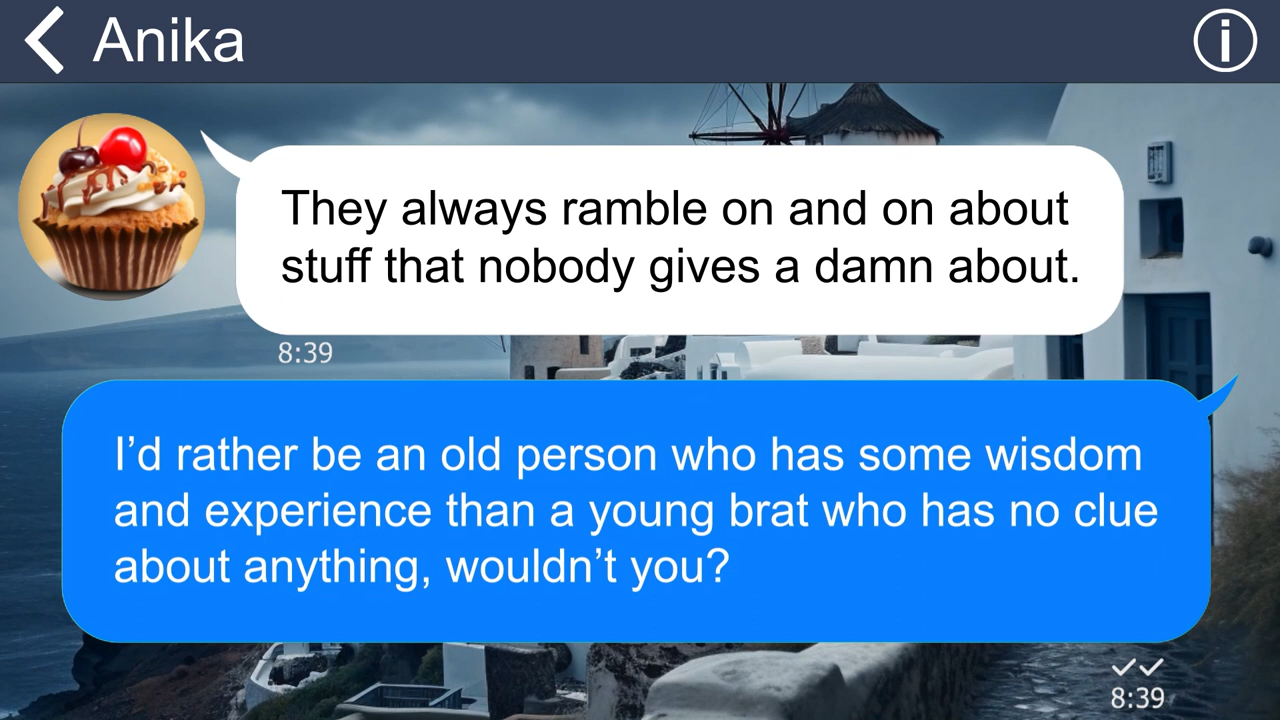 Anika
They always ramble on and on about
stuff that nobody gives a damn about.
8:39
I’d rather be an old person who has some wisdom
and experience than a young brat who has no clue
about anything, wouldn’t you?
8:39